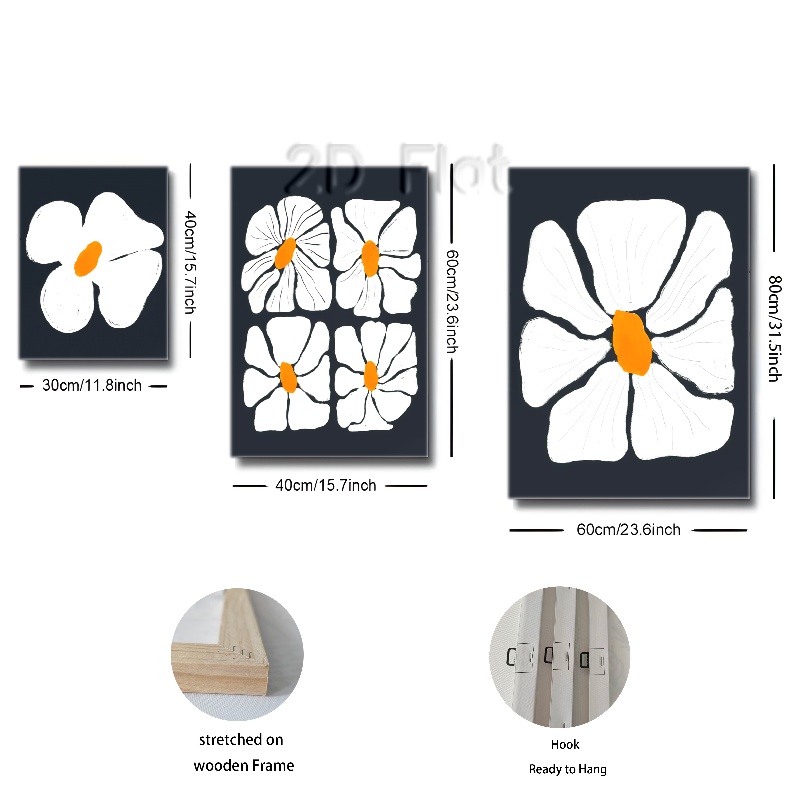 2D Flat
40cm/15.7inch
30cm/11.8inch
60cm/23.6inch
40cm/15.7inch
80cm/31.5inch
60cm/23.6inch
stretched on
wooden Frame
Hook
Ready to Hang